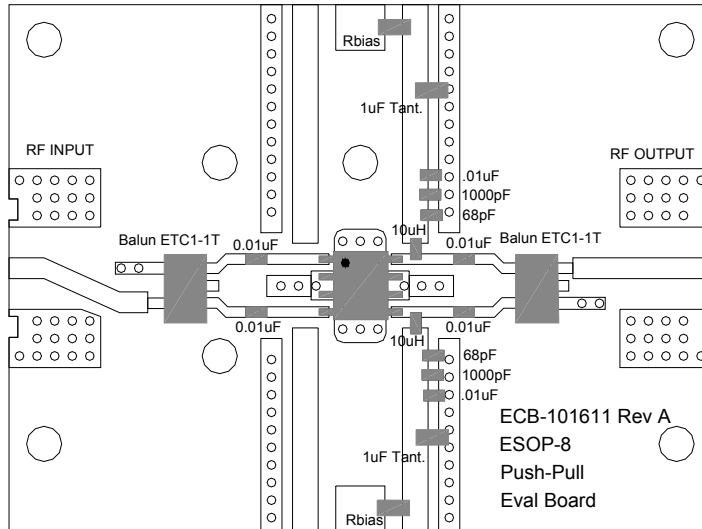 Rbias
1uF Tant.
RF INPUT
RF OUTPUT
.01uF
1000pF
68pF
10uH
Balun ETC1-1T
0.01uF
0.01uF
Balun ETC1-1T
0.01uF
0.01uF
10uH
68pF
1000pF
.01uF
1uF Tant.
Rbias
ECB-101611 Rev A
ESOP-8
Push-Pull
Eval Board